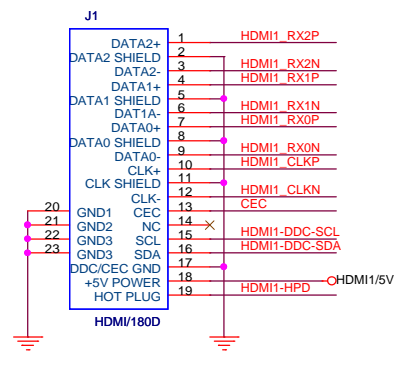 J1
DATA2+ 1 HDMI1_RX2P
DATA2 SHIELD 2
DATA2- 3 HDMI1_RX2N
DATA1+ 4 HDMI1_RX1P
DATA1 SHIELD 5
DAT1A- 6 HDMI1_RX1N
DATA0+ 7 HDMI1_RX0P
DATA0 SHIELD 8
DATA0- 9 HDMI1_RX0N
CLK+ 10 HDMI1_CLKP
CLK SHIELD 11
CLK- 12 HDMI1_CLKN
20 GND1 CEC 13 CEC
21 GND2 NC 14
22 GND3 SCL 15 HDMI1-DDC-SCL
23 GND3 SDA 16 HDMI1-DDC-SDA
DDC/CEC GND 17
+5V POWER 18 HDMI1/5V
HOT PLUG 19 HDMI1-HPD
HDMI/180D